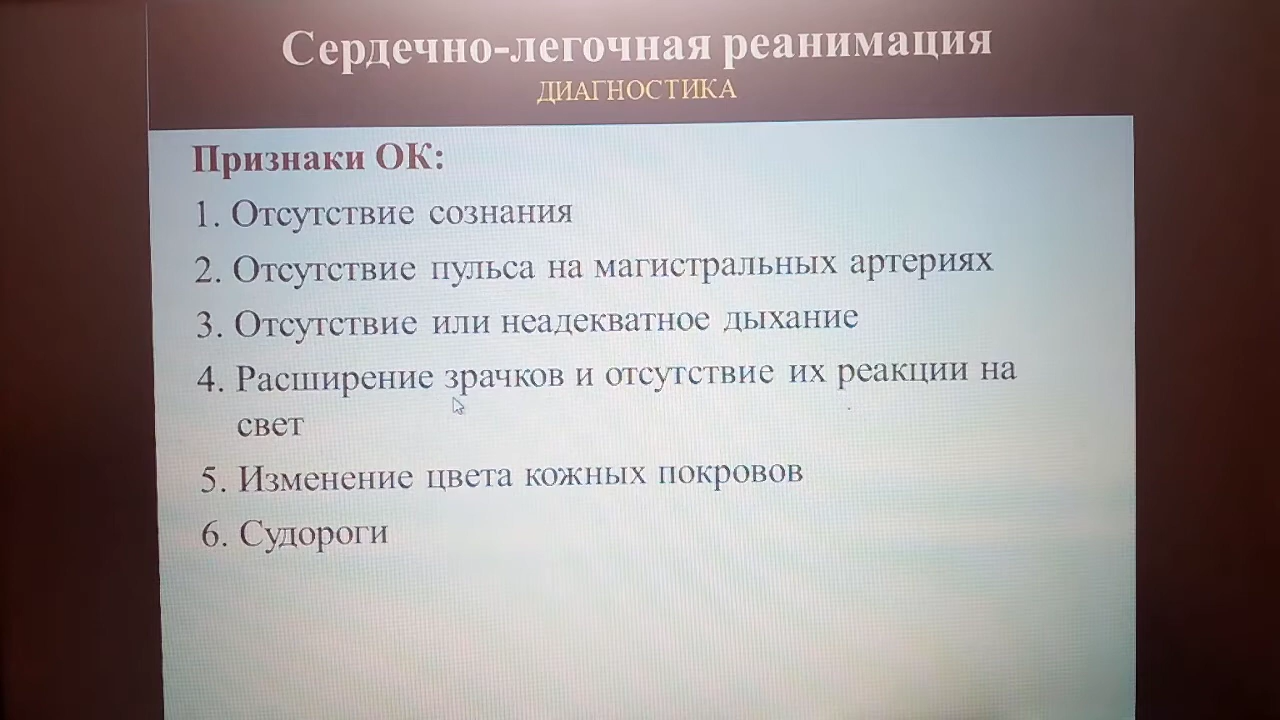 Сердечно-легочная реанимация
ДИАГНОСТИКА
Признаки ОК:
1. Отсутствие сознания
2. Отсутствие пульса на магистральных артериях
3. Отсутствие или неадекватное дыхание
4. Расширение зрачков и отсутствие их реакции на
свет
5. Изменение цвета кожных покровов
6. Судороги